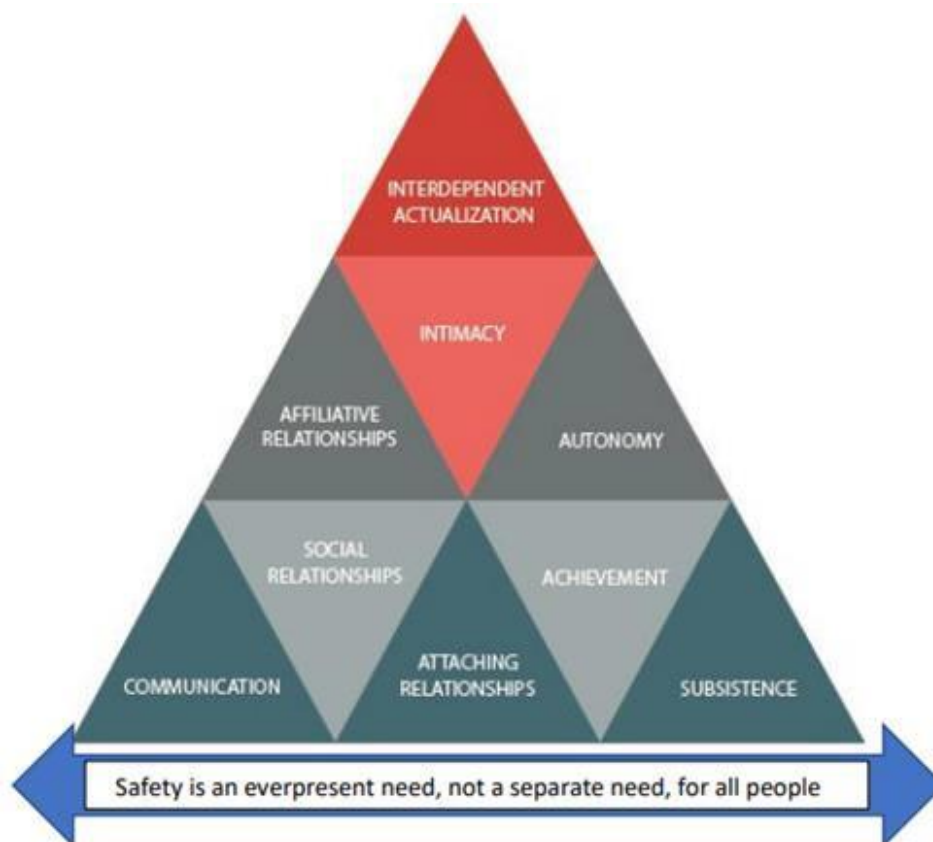 INTERDEPENDENT
ACTUALIZATION
INTIMACY
AFFILIATIVE
RELATIONSHIPS
AUTONOMY
SOCIAL
RELATIONSHIPS
ACHIEVEMENT
COMMUNICATION
ATTACHING
RELATIONSHIPS
SUBSISTENCE
Safety is an everpresent need, not a separate need, for all people